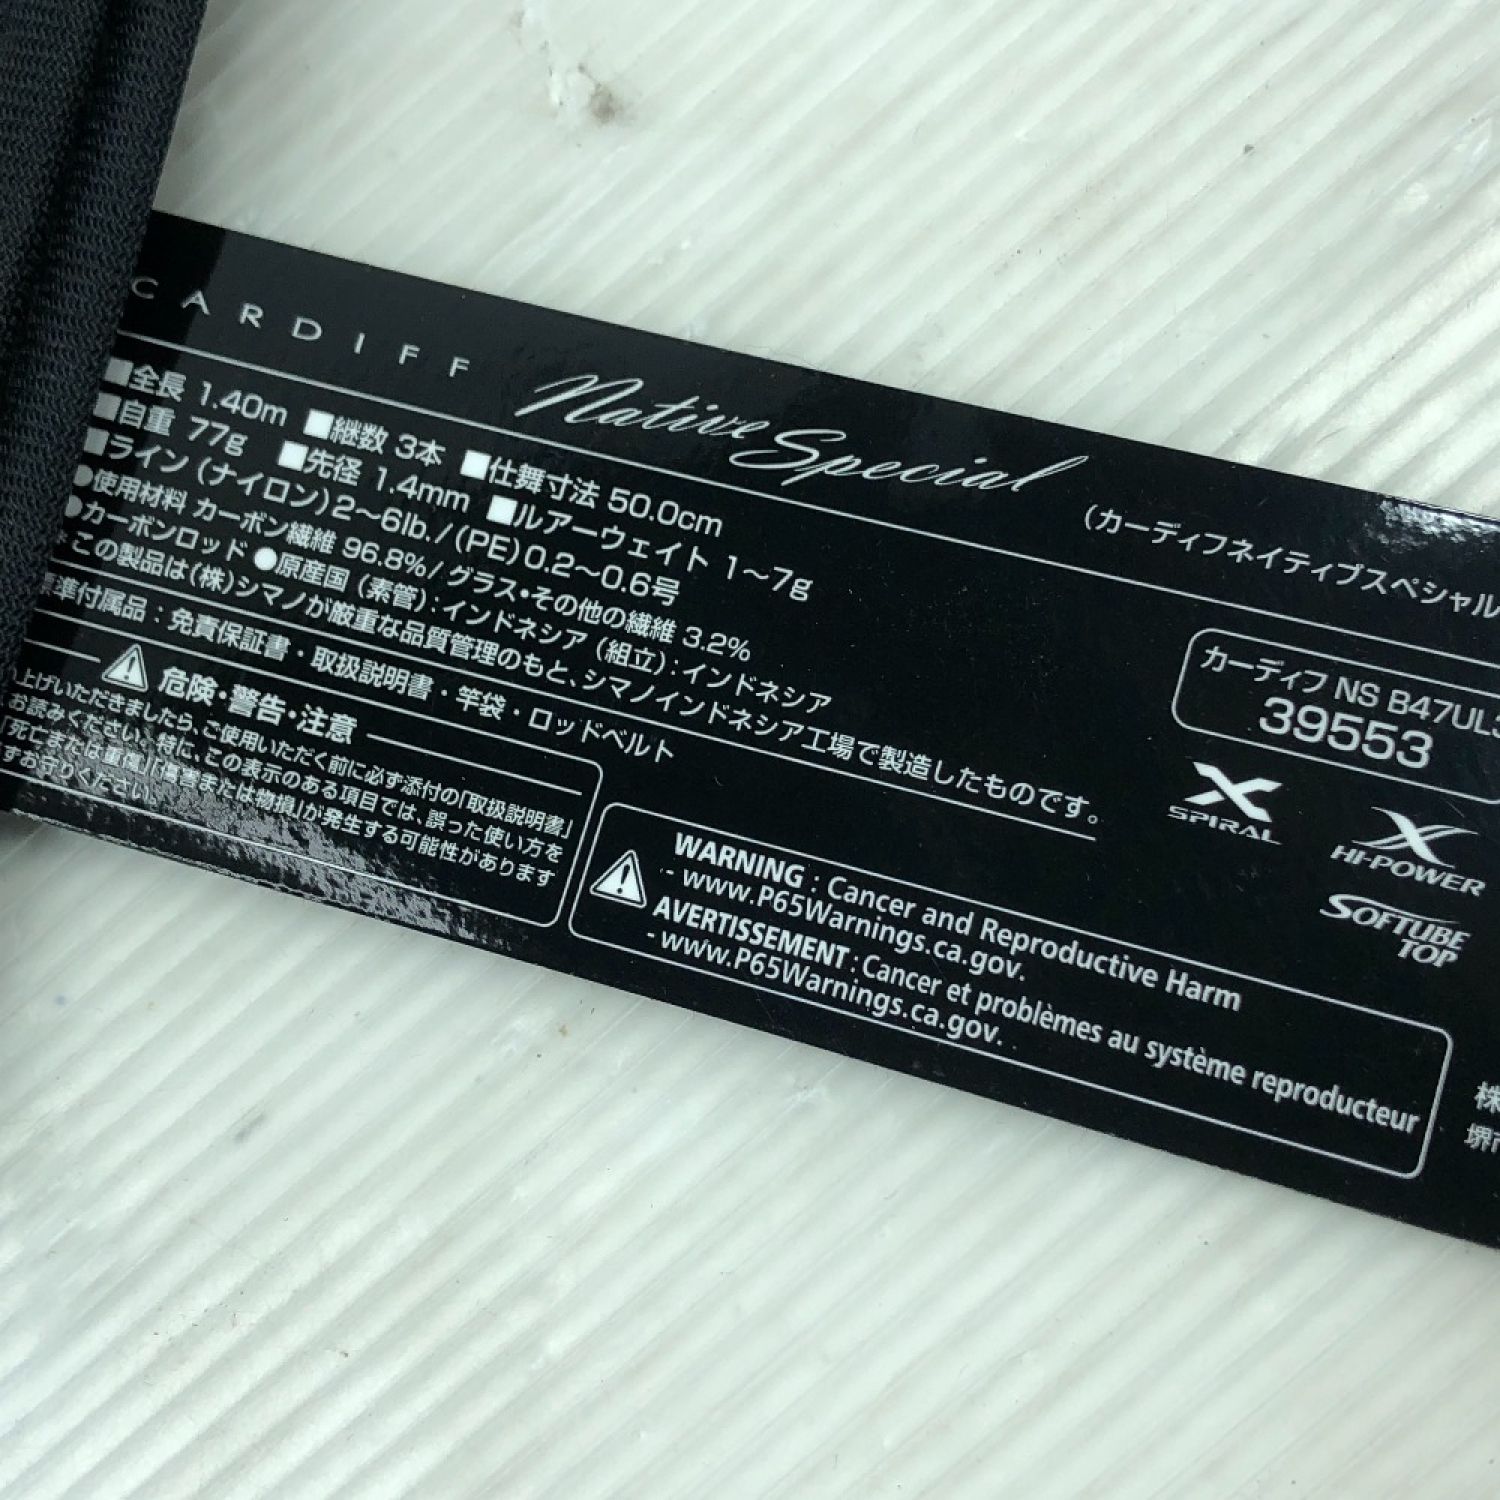 CARDIFF Native Special (カーディフネイティブスペシャル
■全長 1.40m ■継数 3本 ■仕舞寸法 50.0cm
■自重 77g ■先径 1.4mm ■ルアーウェイト 1～7g
■ライン(ナイロン)2～6lb./(PE)0.2～0.6号
●使用材料 カーボン繊維 96.8%/グラス・その他の繊維 3.2%
●カーボンロッド ●原産国 (素管):インドネシア (組立):インドネシア
*この製品は(株)シマノが厳重な品質管理のもと、シマノインドネシア工場で製造したものです。
準付属品:免責保証書・取扱説明書・竿袋・ロッドベルト
カーディフ NS B47UL
39553
X SPIRAL
X HI-POWER
SOFTUBE TOP
危険・警告・注意
上げいただきましたら、ご使用いただく前に必ず添付の「取扱説明書」
お読みください。特に、この表示のある項目では、誤った使い方を
「死亡または重傷」「傷害または物損」が発生する可能性があります
ずお守りください。
WARNING : Cancer and Reproductive Harm
- www.P65Warnings.ca.gov.
AVERTISSEMENT : Cancer et problèmes au système reproducteur
- www.P65Warnings.ca.gov.
株
堺市